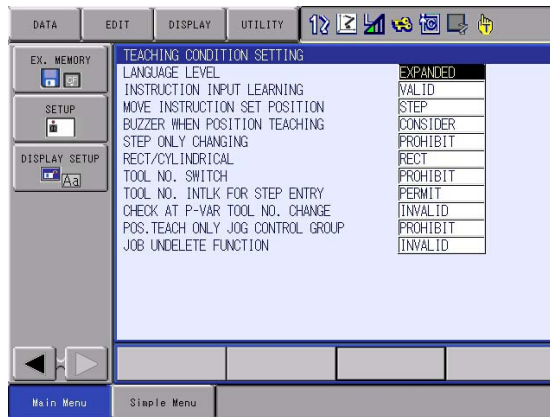 DATA EDIT DISPLAY UTILITY
EX. MEMORY
SETUP
DISPLAY SETUP
Aa
TEACHING CONDITION SETTING
LANGUAGE LEVEL EXPANDED
INSTRUCTION INPUT LEARNING VALID
MOVE INSTRUCTION SET POSITION STEP
BUZZER WHEN POSITION TEACHING CONSIDER
STEP ONLY CHANGING PROHIBIT
RECT/CYLINDRICAL RECT
TOOL NO. SWITCH PROHIBIT
TOOL NO. INTLK FOR STEP ENTRY PERMIT
CHECK AT P-VAR TOOL NO. CHANGE INVALID
POS.TEACH ONLY JOG CONTROL GROUP PROHIBIT
JOB UNDELETE FUNCTION INVALID
Main Menu Simple Menu